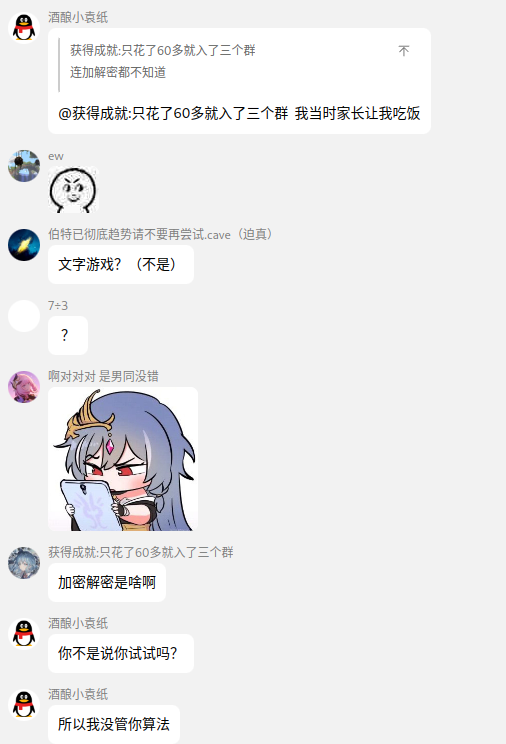 酒酿小袁纸
获得成就:只花了60多就入了三个群 不
连加解密都不知道
@获得成就:只花了60多就入了三个群 我当时家长让我吃饭
ew
伯特已彻底趋势请不要再尝试.cave（迫真）
文字游戏？（不是）
7÷3
？
啊对对对 是男同没错
获得成就:只花了60多就入了三个群
加密解密是啥啊
酒酿小袁纸
你不是说你试试吗？
酒酿小袁纸
所以我没管你算法